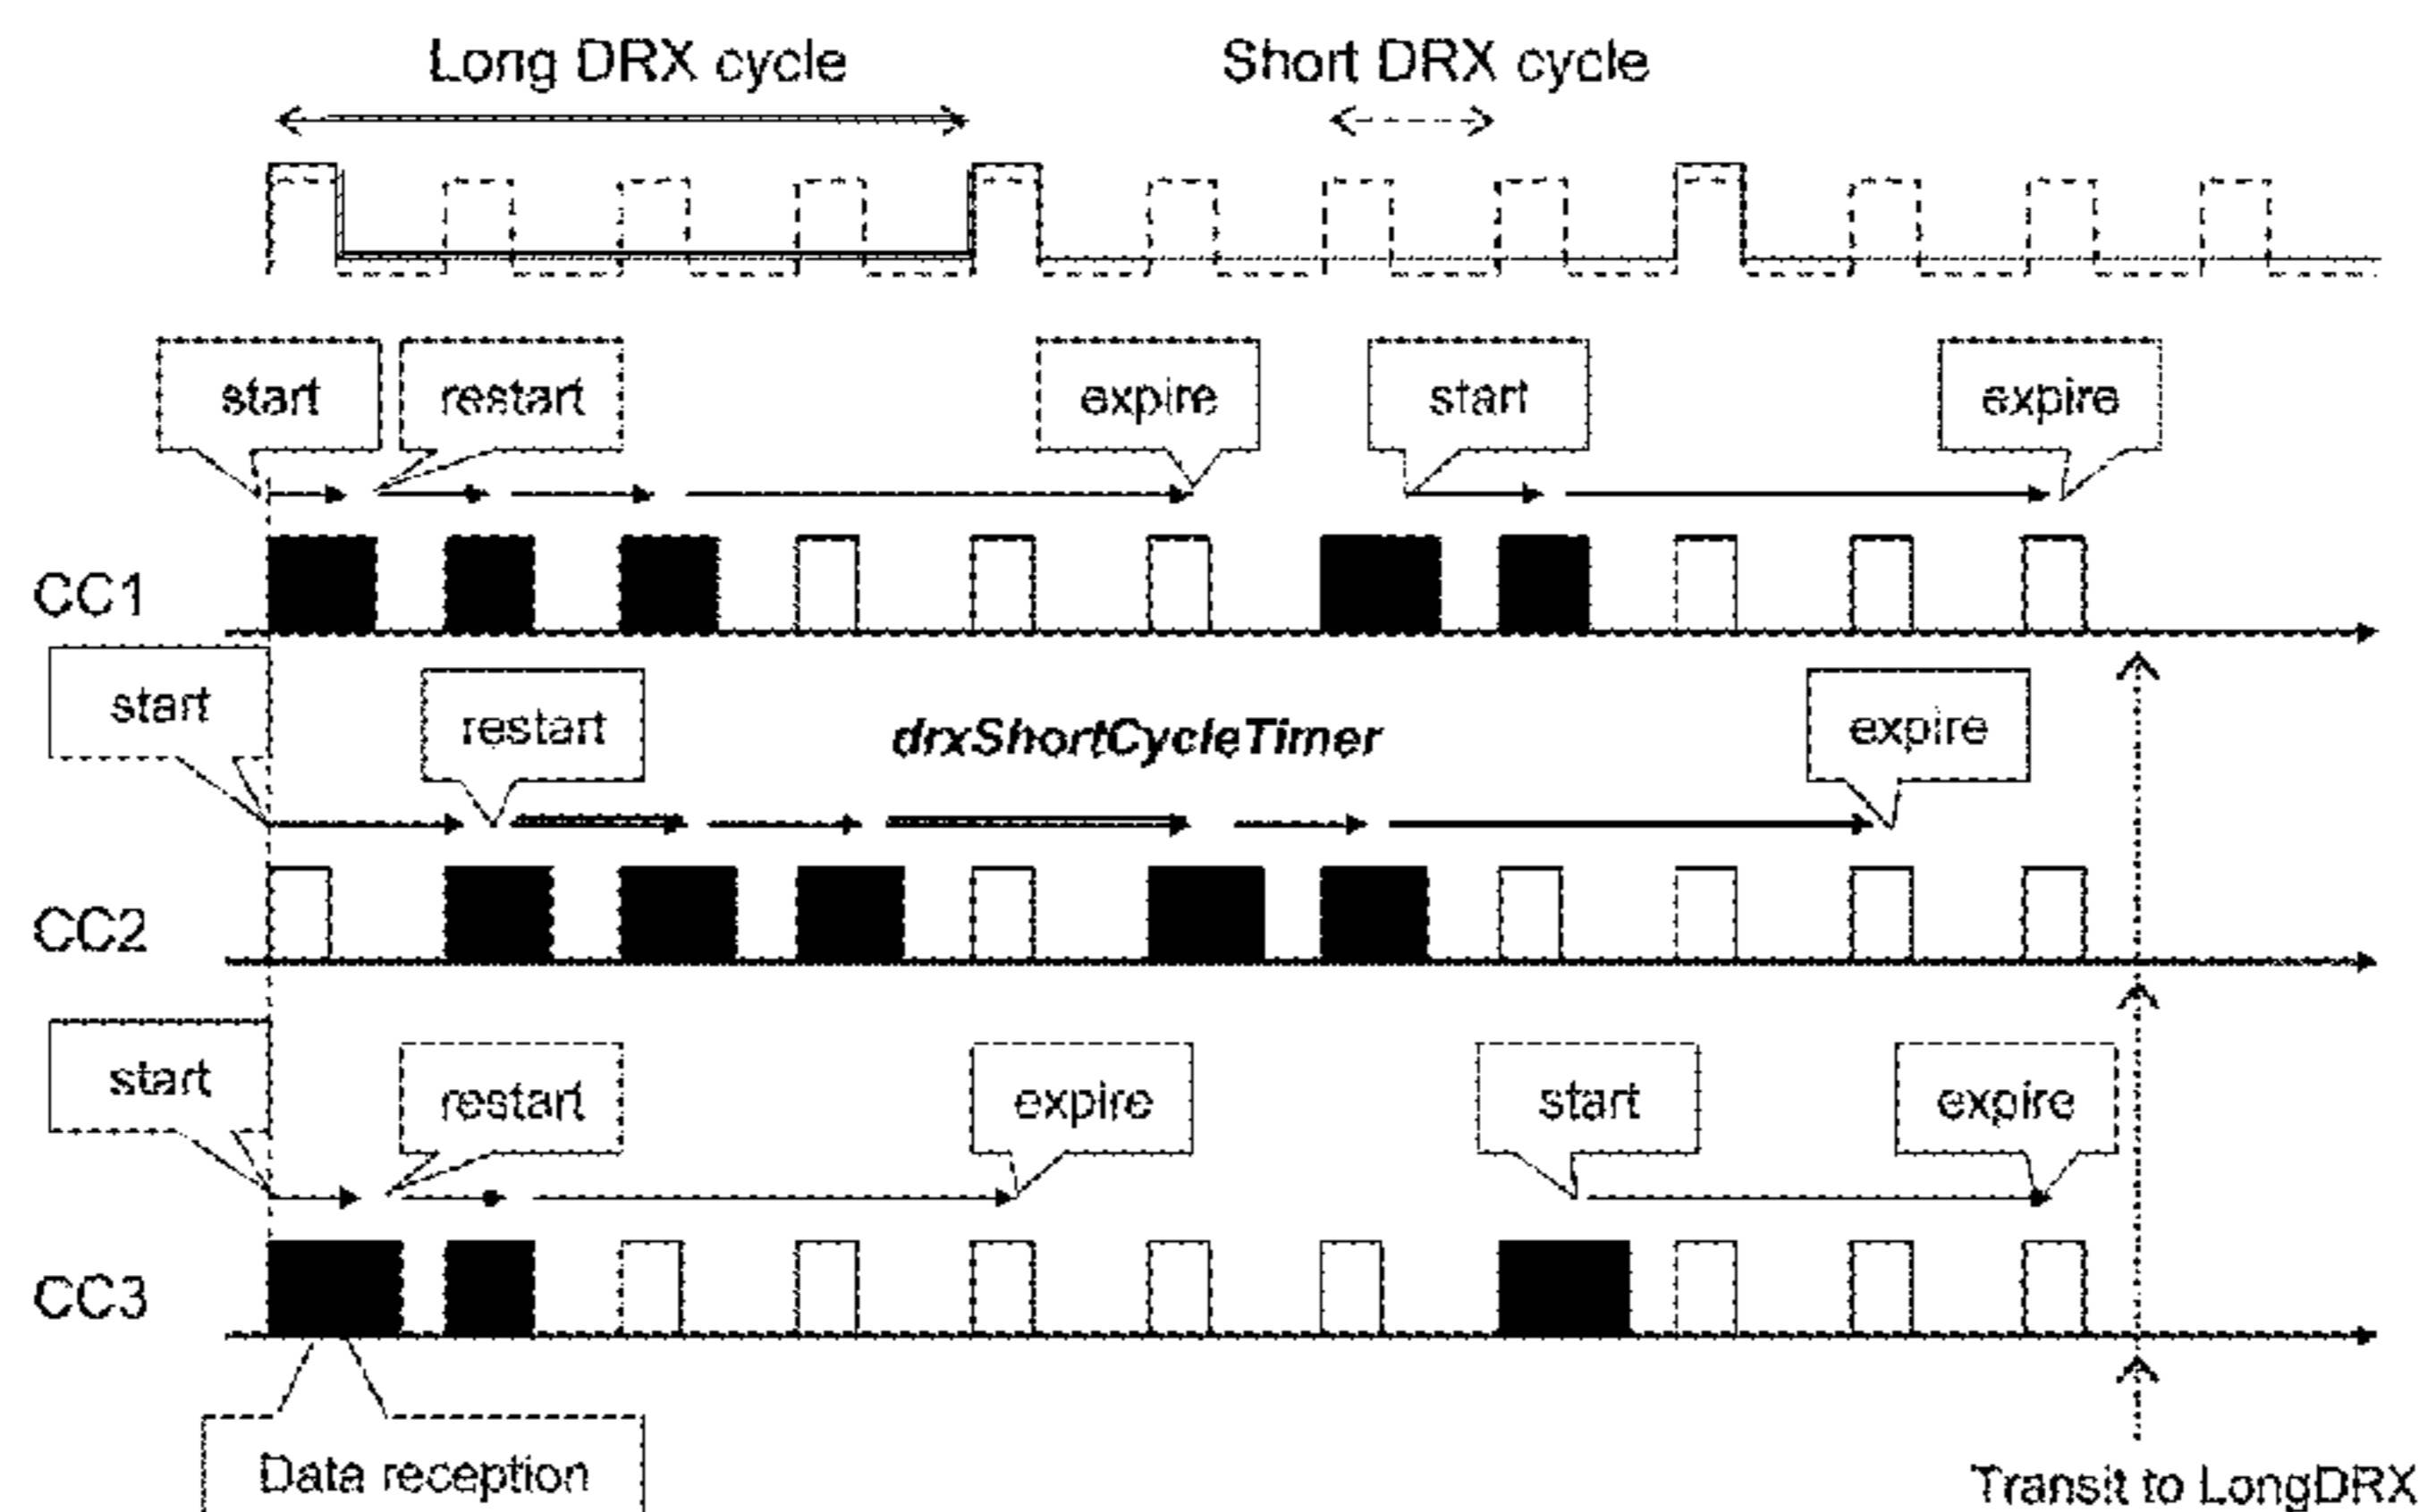 Long DRX cycle
Short DRX cycle
start
restart
expire
start
expire
CC1
start
restart
drxShortCycleTimer
expire
CC2
start
restart
expire
start
expire
CC3
Data reception
Transit to LongDRX